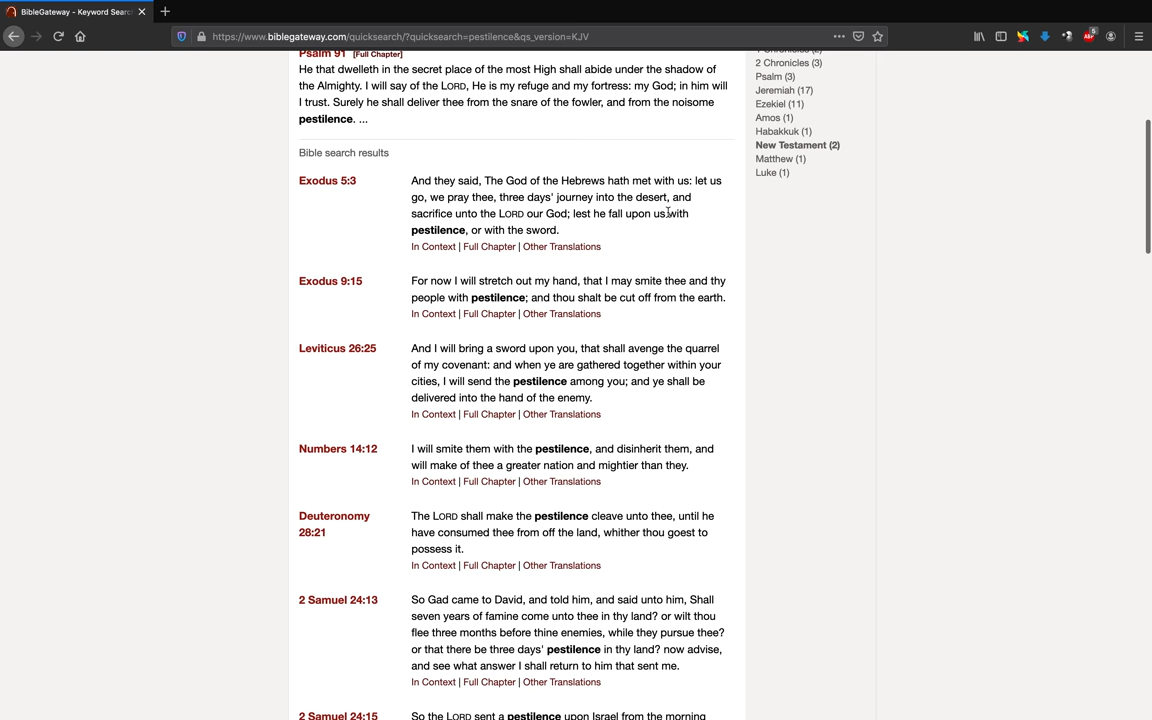 BibleGateway - Keyword Searc
https://www.biblegateway.com/quicksearch/?quicksearch=pestilence&qs_version=KJV
6
Psalm 91 [Full Chapter]
He that dwelleth in the secret place of the most High shall abide under the shadow of
the Almighty. I will say of the LORD, He is my refuge and my fortress: my God; in him will
I trust. Surely he shall deliver thee from the snare of the fowler, and from the noisome
pestilence. ...
Bible search results
Exodus 5:3
And they said, The God of the Hebrews hath met with us: let us
go, we pray thee, three days' journey into the desert, and
sacrifice unto the LORD our God; lest he fall upon us with
pestilence, or with the sword.
In Context | Full Chapter | Other Translations
Exodus 9:15
For now I will stretch out my hand, that I may smite thee and thy
people with pestilence; and thou shalt be cut off from the earth.
In Context | Full Chapter | Other Translations
Leviticus 26:25
And I will bring a sword upon you, that shall avenge the quarrel
of my covenant: and when ye are gathered together within your
cities, I will send the pestilence among you; and ye shall be
delivered into the hand of the enemy.
In Context | Full Chapter | Other Translations
Numbers 14:12
I will smite them with the pestilence, and disinherit them, and
will make of thee a greater nation and mightier than they.
In Context | Full Chapter | Other Translations
Deuteronomy
28:21
The LORD shall make the pestilence cleave unto thee, until he
have consumed thee from off the land, whither thou goest to
possess it.
In Context | Full Chapter | Other Translations
2 Samuel 24:13
So Gad came to David, and told him, and said unto him, Shall
seven years of famine come unto thee in thy land? or wilt thou
flee three months before thine enemies, while they pursue thee?
or that there be three days' pestilence in thy land? now advise,
and see what answer I shall return to him that sent me.
In Context | Full Chapter | Other Translations
2 Samuel 24:15
So the LORD sent a pestilence upon Israel from the morning
1 Chronicles (2)
2 Chronicles (3)
Psalm (3)
Jeremiah (17)
Ezekiel (11)
Amos (1)
Habakkuk (1)
New Testament (2)
Matthew (1)
Luke (1)